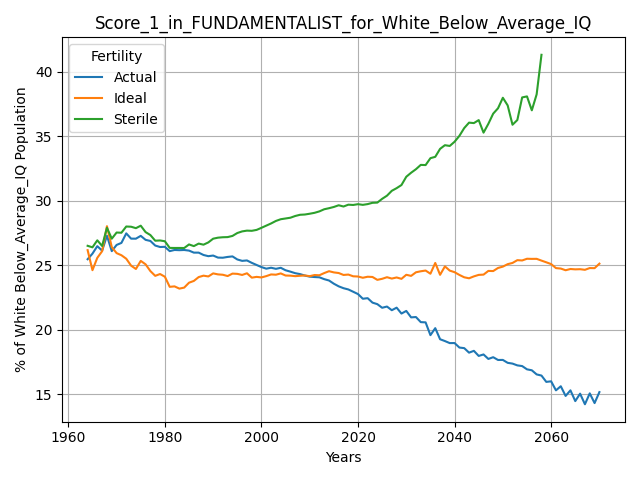 Score_1_in_FUNDAMENTALIST_for_White_Below_Average_IQ
Fertility
Actual
Ideal
Sterile
% of White Below_Average_IQ Population
40
35
30
25
20
15
1960
1980
2000
2020
2040
2060
Years